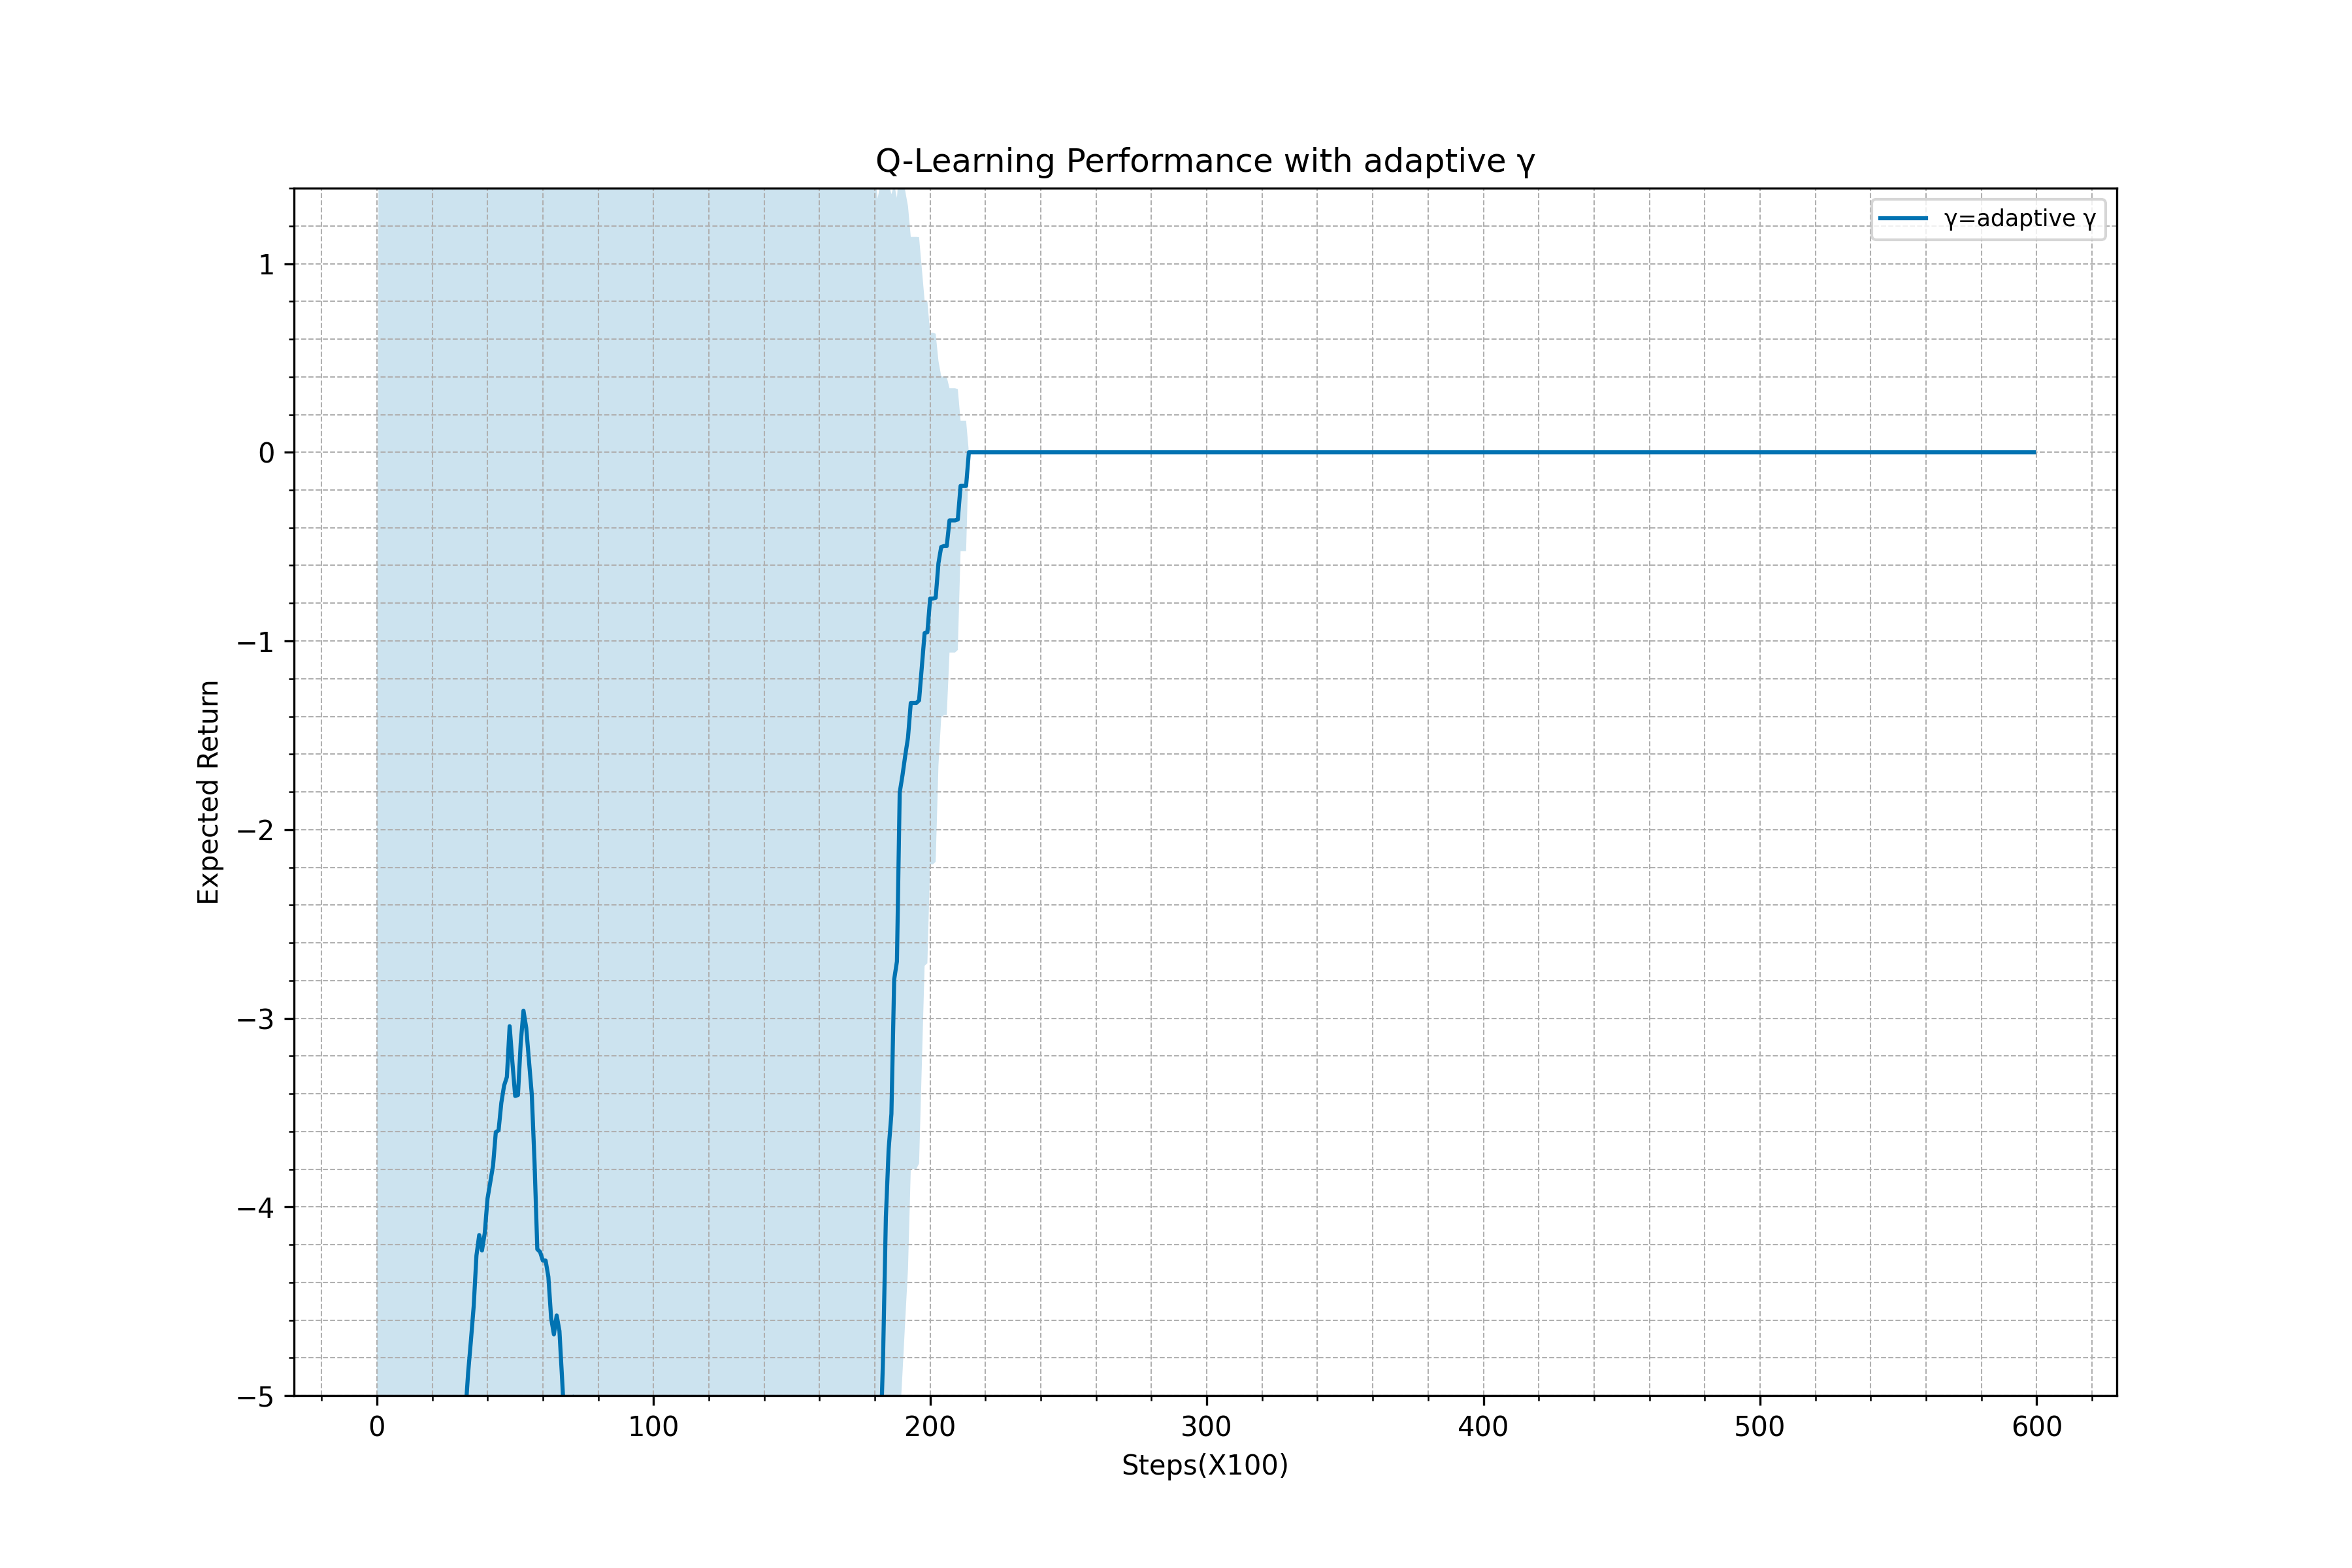 Q-Learning Performance with adaptive γ
γ=adaptive γ
1
0
−1
−2
−3
−4
−5
Expected Return
0 100 200 300 400 500 600
Steps(X100)